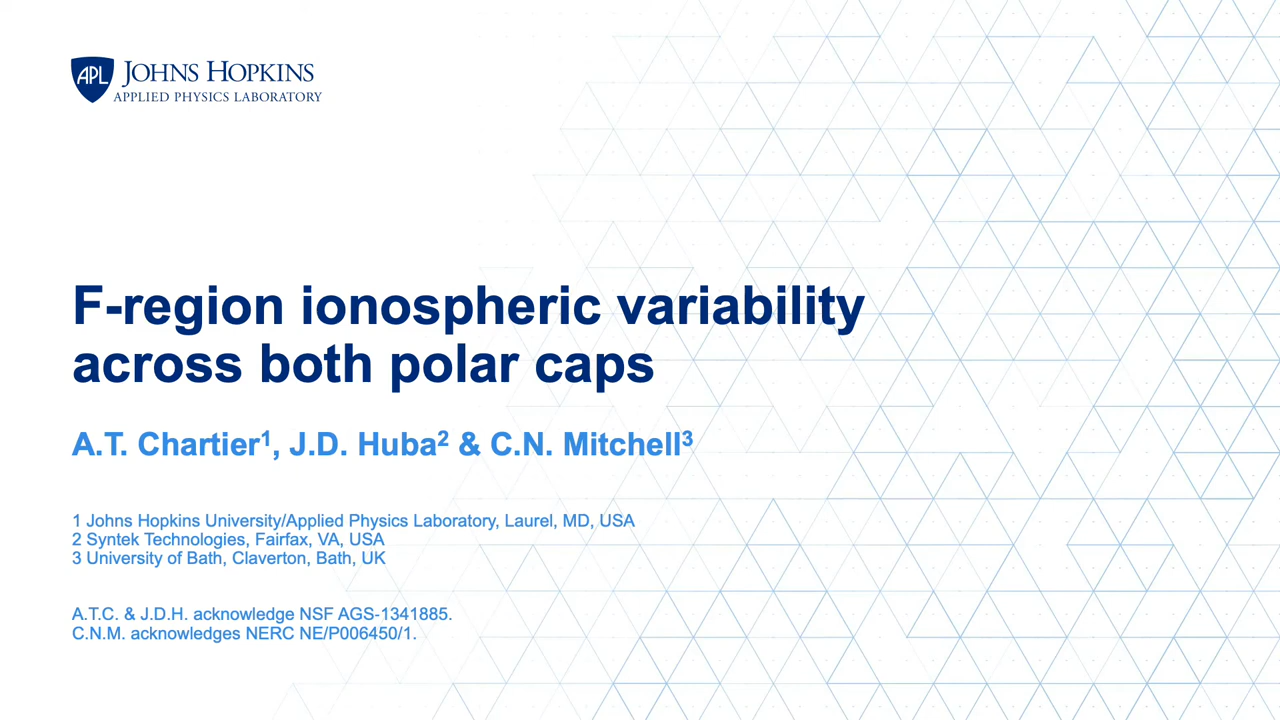 APL JOHNS HOPKINS
APPLIED PHYSICS LABORATORY
F-region ionospheric variability
across both polar caps
A.T. Chartier¹, J.D. Huba² & C.N. Mitchell³
1 Johns Hopkins University/Applied Physics Laboratory, Laurel, MD, USA
2 Syntek Technologies, Fairfax, VA, USA
3 University of Bath, Claverton, Bath, UK
A.T.C. & J.D.H. acknowledge NSF AGS-1341885.
C.N.M. acknowledges NERC NE/P006450/1.